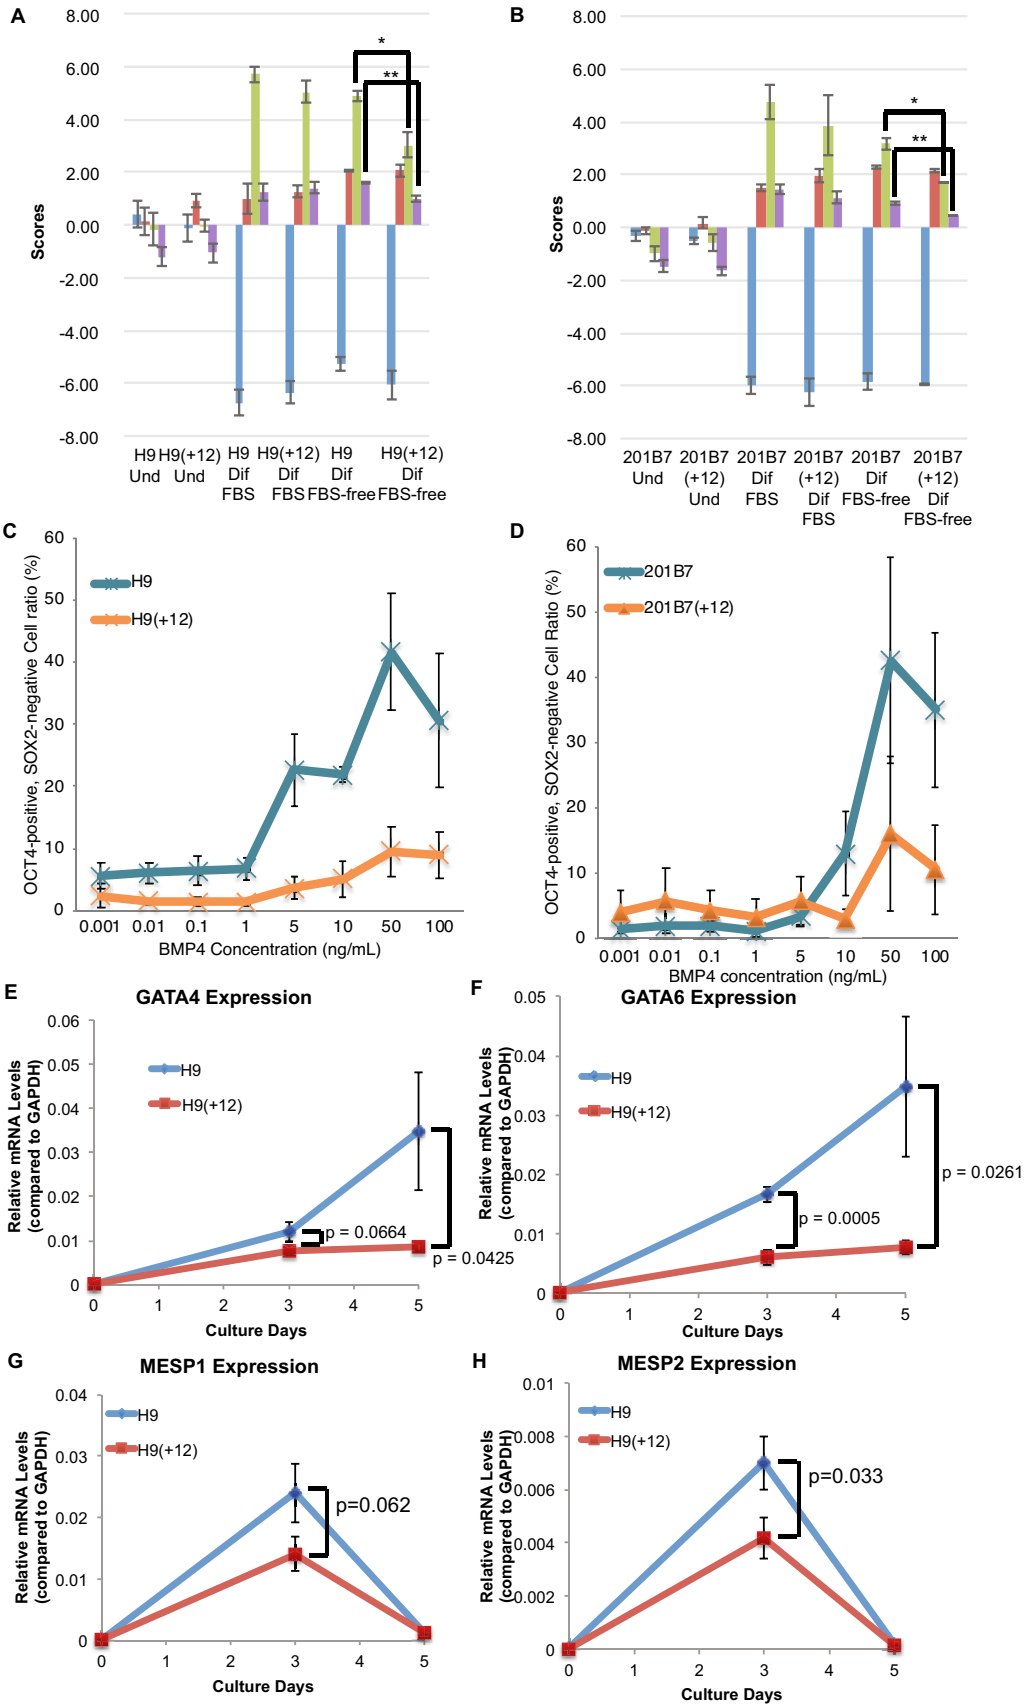 A
8.00
6.00
4.00
2.00
0.00
-2.00
-4.00
-6.00
-8.00
Scores
*
**
H9
Und
H9(+12)
Und
H9
Dif
FBS
H9(+12)
Dif
FBS
H9
Dif
FBS-free
H9(+12)
Dif
FBS-free
B
8.00
6.00
4.00
2.00
0.00
-2.00
-4.00
-6.00
-8.00
Scores
*
**
201B7
Und
201B7
(+12)
Und
201B7
Dif
FBS
201B7
(+12)
Dif
FBS
201B7
Dif
FBS-free
201B7
(+12)
Dif
FBS-free
C
OCT4-positive, SOX2-negative Cell ratio (%)
60
50
40
30
20
10
0
H9
H9(+12)
0.001 0.01 0.1 1 5 10 50 100
BMP4 Concentration (ng/mL)
D
OCT4-positive, SOX2-negative Cell Ratio (%)
60
50
40
30
20
10
0
201B7
201B7(+12)
0.001 0.01 0.1 1 5 10 50 100
BMP4 concentration (ng/mL)
E
GATA4 Expression
Relative mRNA Levels
(compared to GAPDH)
0.06
0.05
0.04
0.03
0.02
0.01
0
H9
H9(+12)
p = 0.0664
p = 0.0425
0 1 2 3 4 5
Culture Days
F
GATA6 Expression
Relative mRNA Levels
(compared to GAPDH)
0.05
0.04
0.03
0.02
0.01
0
H9
H9(+12)
p = 0.0005
p = 0.0261
0 1 2 3 4 5
Culture Days
G
MESP1 Expression
Relative mRNA Levels
(compared to GAPDH)
0.04
0.03
0.02
0.01
0
H9
H9(+12)
p=0.062
0 1 2 3 4 5
Culture Days
H
MESP2 Expression
Relative mRNA Levels
(compared to GAPDH)
0.01
0.008
0.006
0.004
0.002
0
H9
H9(+12)
p=0.033
0 1 2 3 4 5
Culture Days